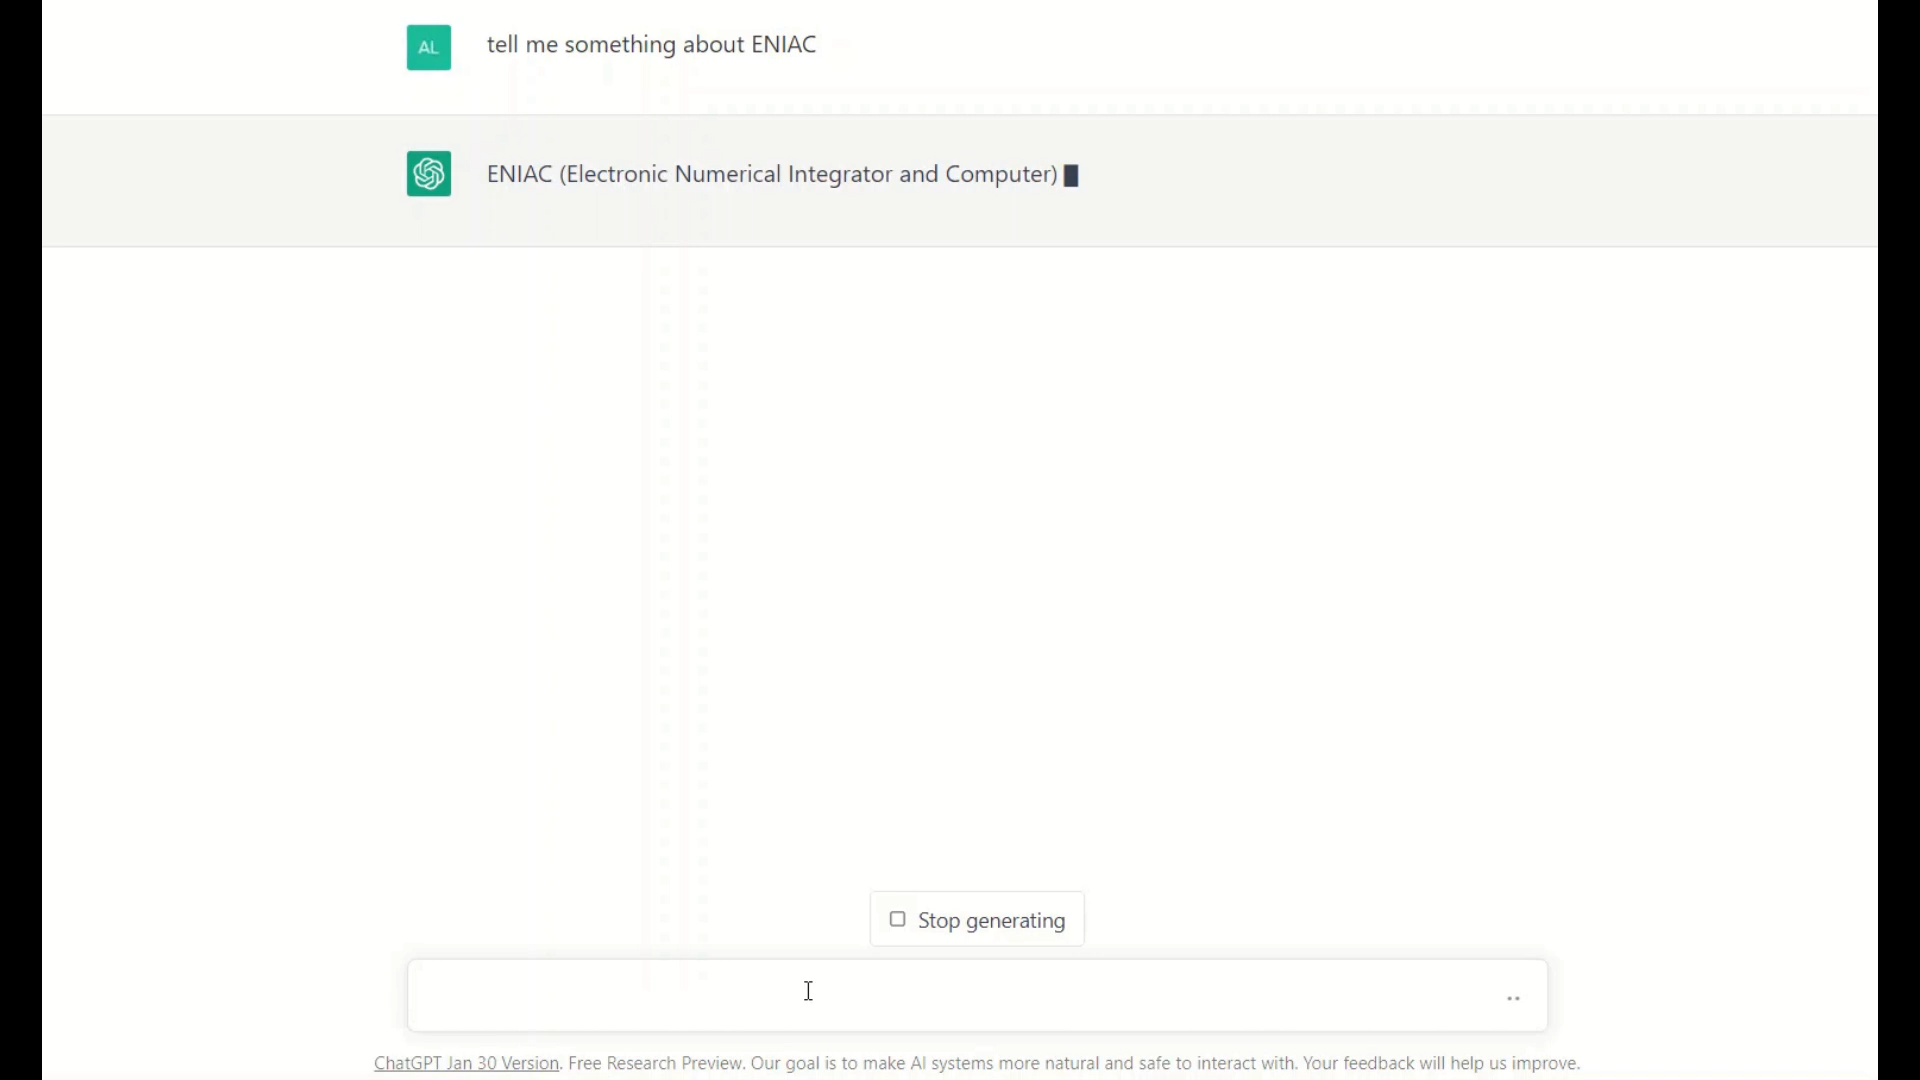 AL
tell me something about ENIAC
ENIAC (Electronic Numerical Integrator and Computer)
Stop generating
ChatGPT Jan 30 Version. Free Research Preview. Our goal is to make AI systems more natural and safe to interact with. Your feedback will help us improve.